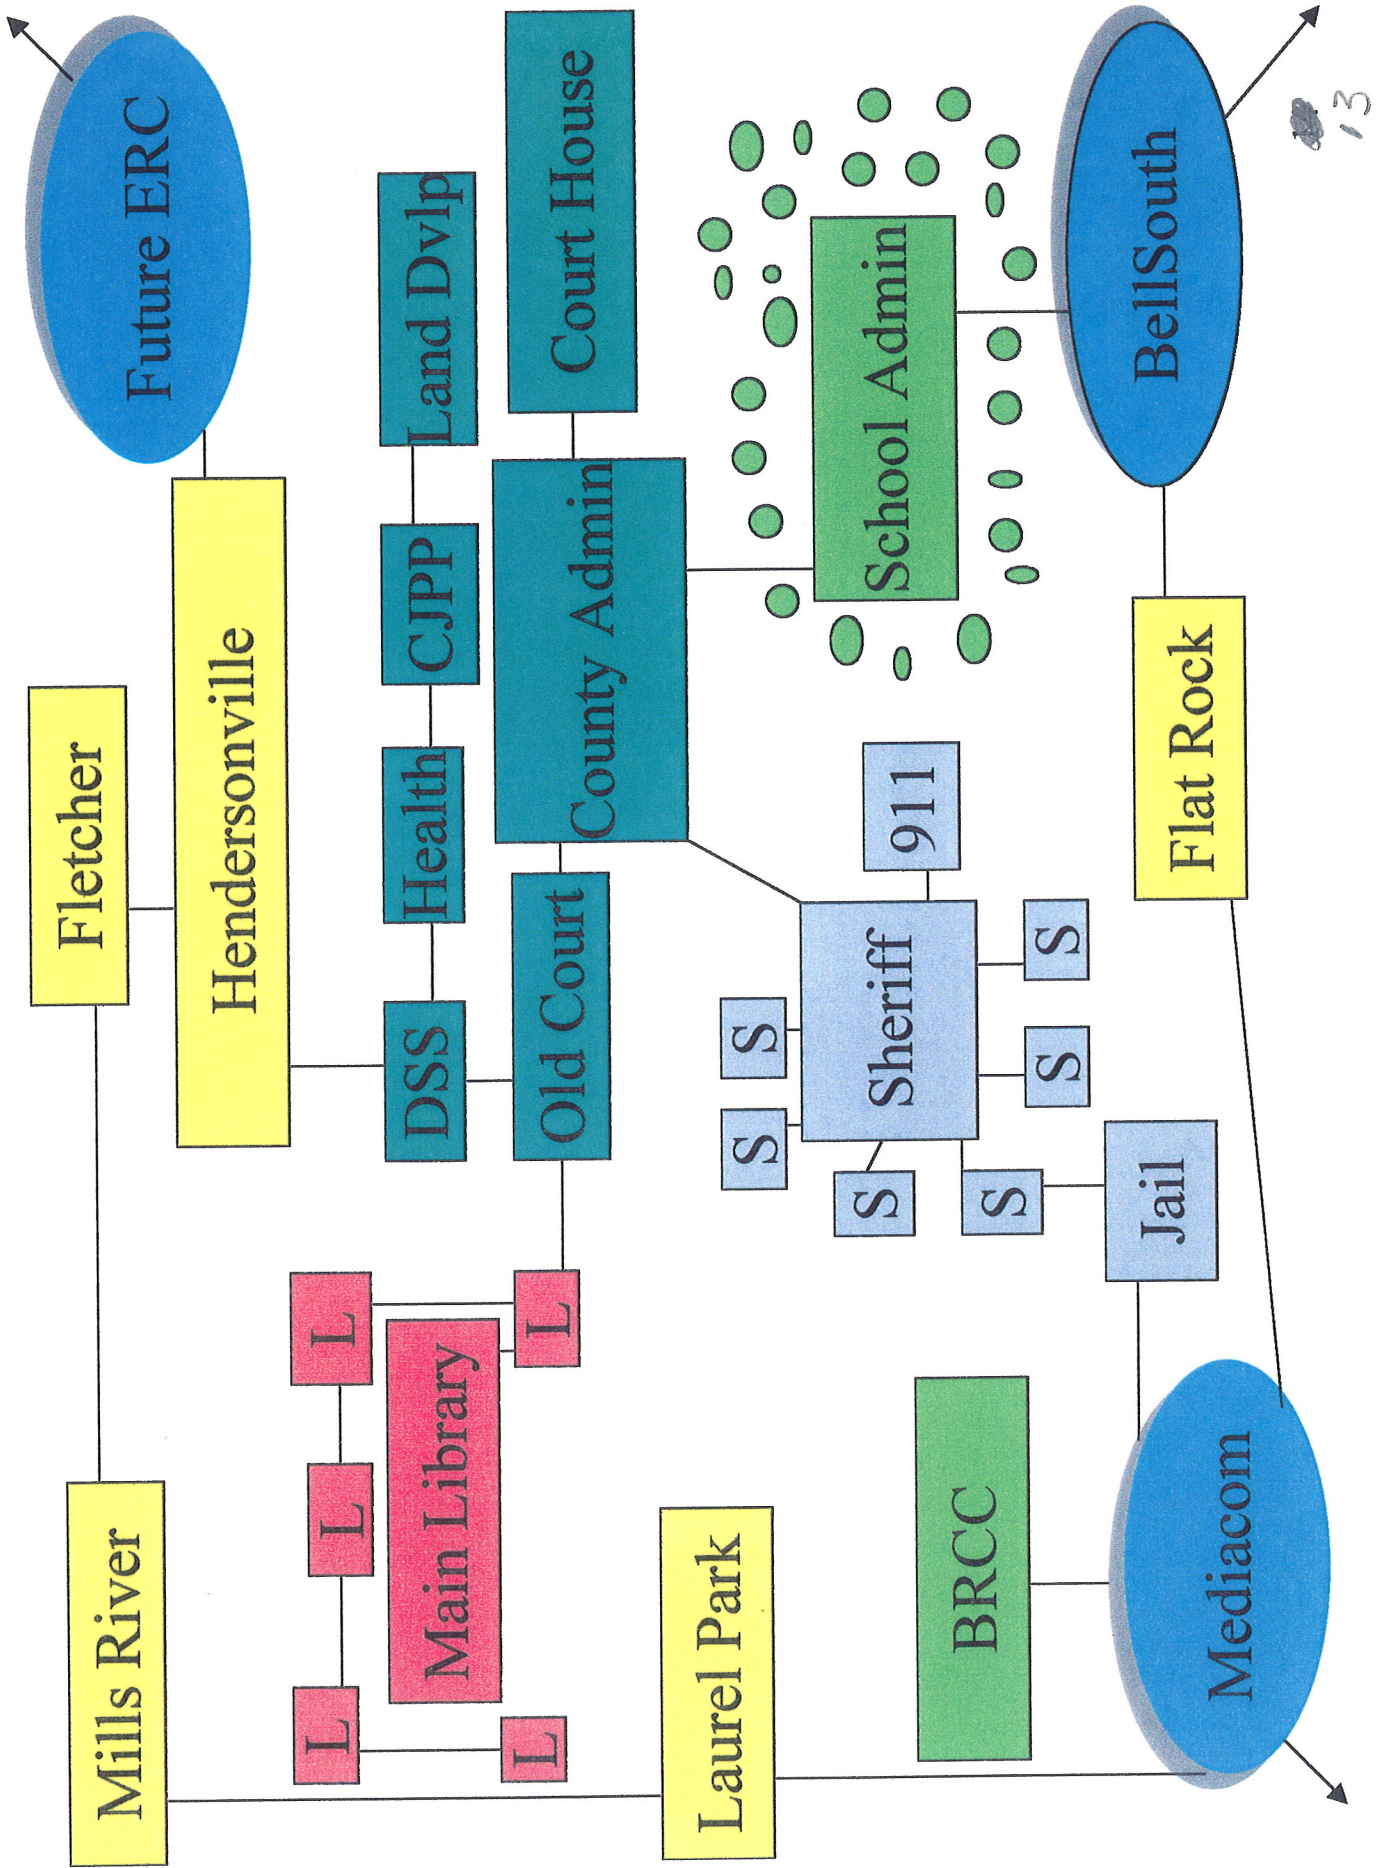 Mills River
Fletcher
Hendersonville
Future ERC
L
L
L
Main Library
L
L
DSS
Health
CJPP
Land Dvlp
Old Court
County Admin
Court House
Laurel Park
S
S
S
Sheriff
911
S
S
S
School Admin
BRCC
Jail
Mediacom
Flat Rock
BellSouth
13